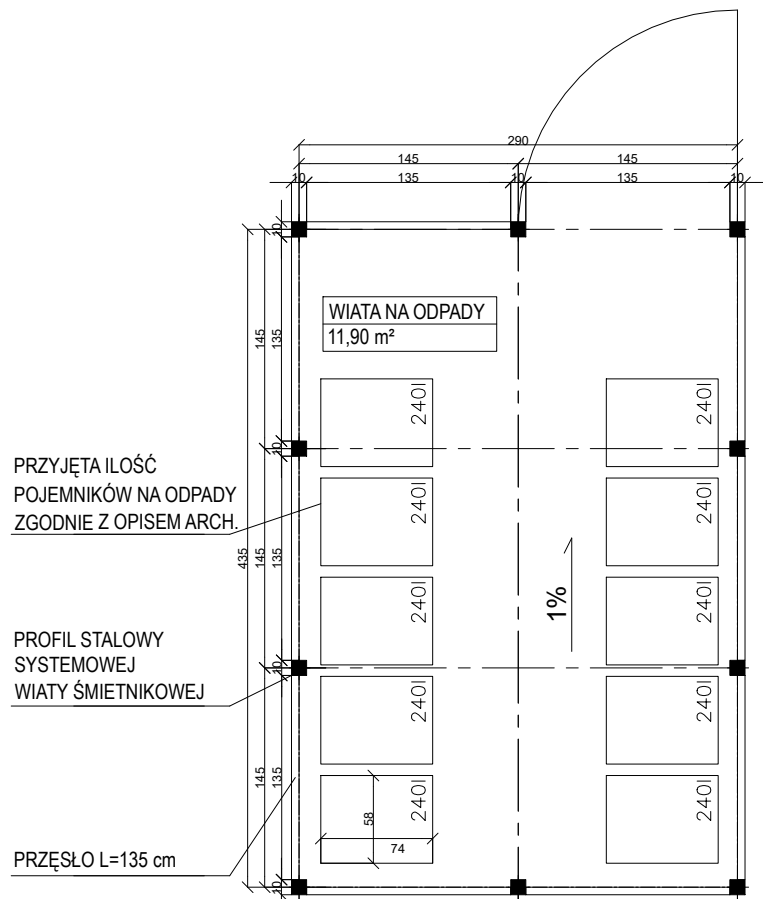 290
145
145
10
135
10
135
10
10
WIATA NA ODPADY
11,90 m²
145
135
240l
240l
10
PRZYJĘTA ILOŚĆ
POJEMNIKÓW NA ODPADY
ZGODNIE Z OPISEM ARCH.
240l
240l
435
145
135
240l
240l
1%
PROFIL STALOWY
SYSTEMOWEJ
WIATY ŚMIETNIKOWEJ
10
240l
240l
145
135
240l
240l
58
74
PRZĘSŁO L=135 cm
10